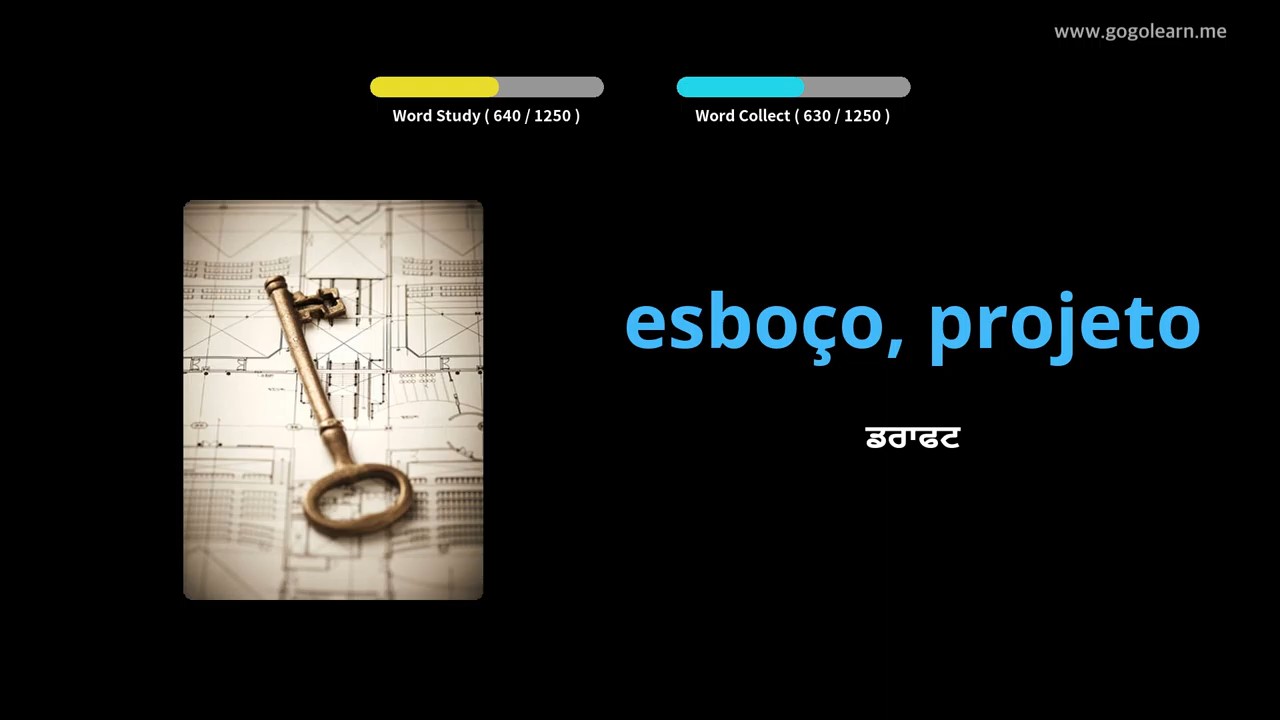 www.gogolearn.me
Word Study ( 640 / 1250 )
Word Collect ( 630 / 1250 )
esboço, projeto
ਡਰਾਫਟ